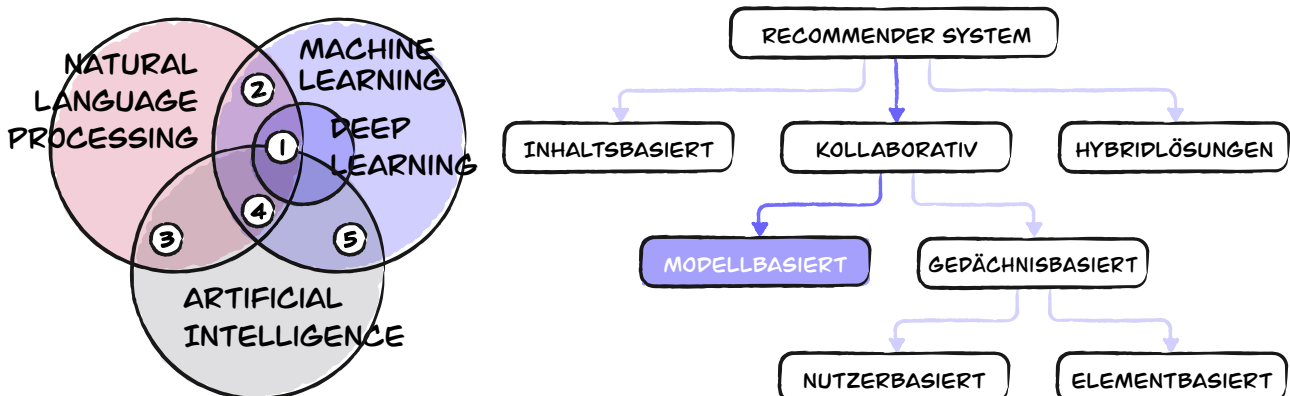 NATURAL
LANGUAGE
PROCESSING
MACHINE
LEARNING
DEEP
LEARNING
2
1
4
3
5
ARTIFICIAL
INTELLIGENCE
RECOMMENDER SYSTEM
INHALTSBASIERT
KOLLABORATIV
HYBRIDLÖSUNGEN
MODELLBASIERT
GEDÄCHNISBASIERT
NUTZERBASIERT
ELEMENTBASIERT